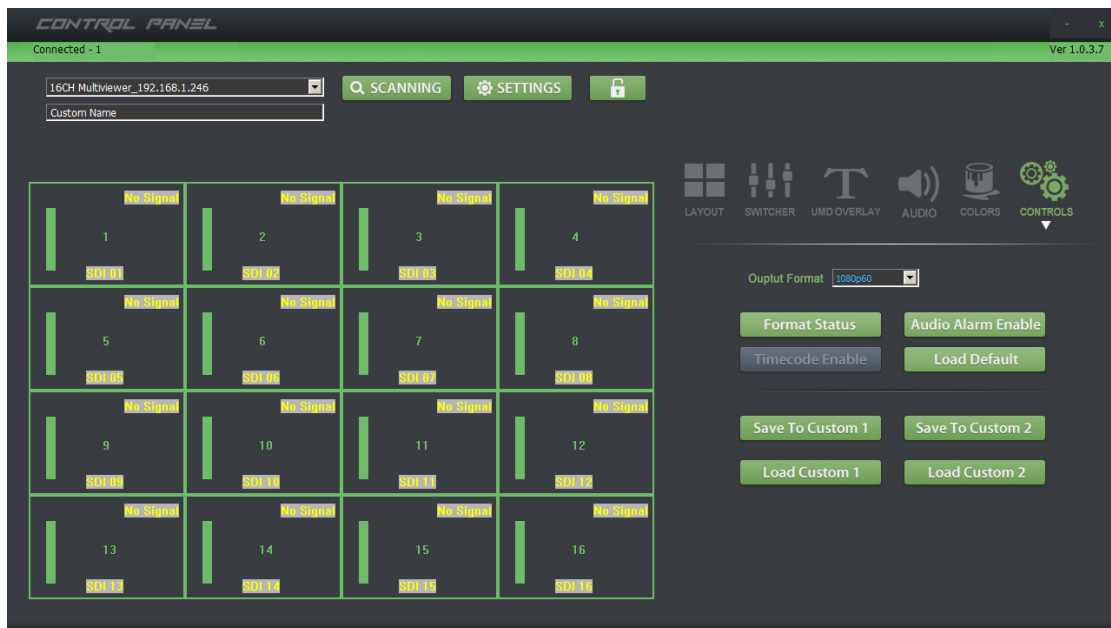 CONTROL PANEL
- x
Connected - 1 Ver 1.0.3.7
16CH Multiviewer_192.168.1.246 SCANNING SETTINGS
Custom Name
LAYOUT SWITCHER UMD OVERLAY AUDIO COLORS CONTROLS
No Signal No Signal No Signal No Signal
1 2 3 4
SDI 01 SDI 02 SDI 03 SDI 04
No Signal No Signal No Signal No Signal
5 6 7 8
SDI 05 SDI 06 SDI 07 SDI 08
No Signal No Signal No Signal No Signal
9 10 11 12
SDI 09 SDI 10 SDI 11 SDI 12
No Signal No Signal No Signal No Signal
13 14 15 16
SDI 13 SDI 14 SDI 15 SDI 16
Ouptut Format 1080p60
Format Status Audio Alarm Enable
Timecode Enable Load Default
Save To Custom 1 Save To Custom 2
Load Custom 1 Load Custom 2